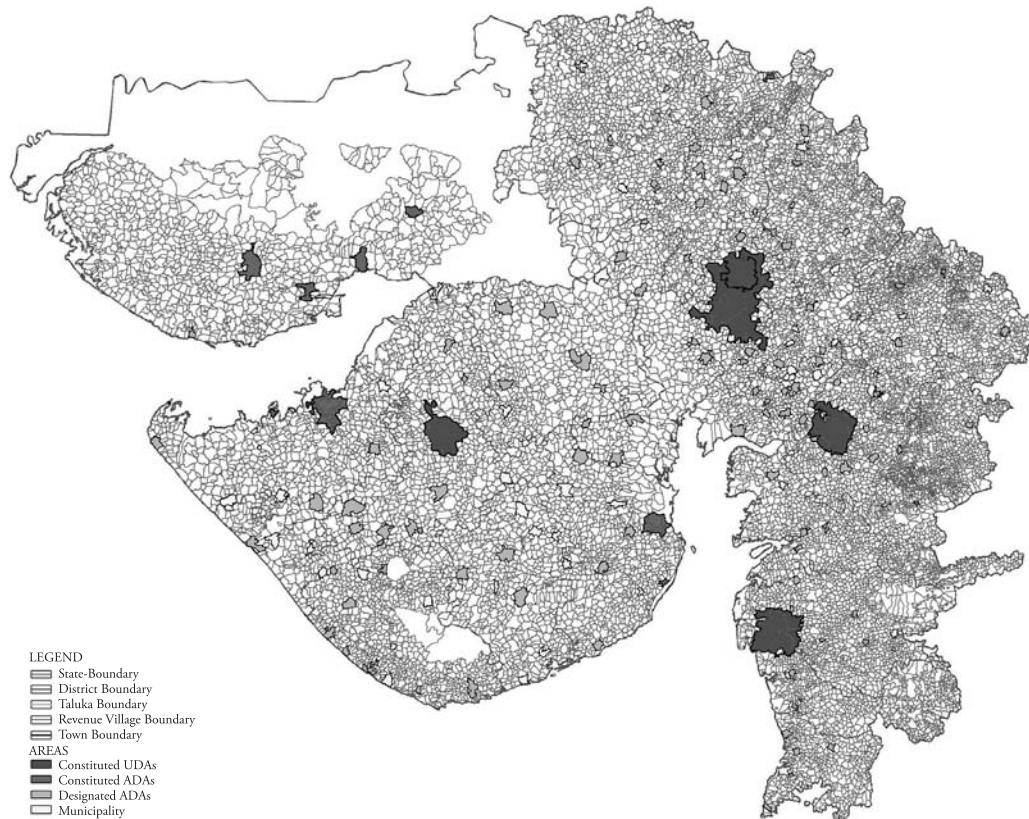 LEGEND
State-Boundary
District Boundary
Taluka Boundary
Revenue Village Boundary
Town Boundary
AREAS
Constituted UDAs
Constituted ADAs
Designated ADAs
Municipality